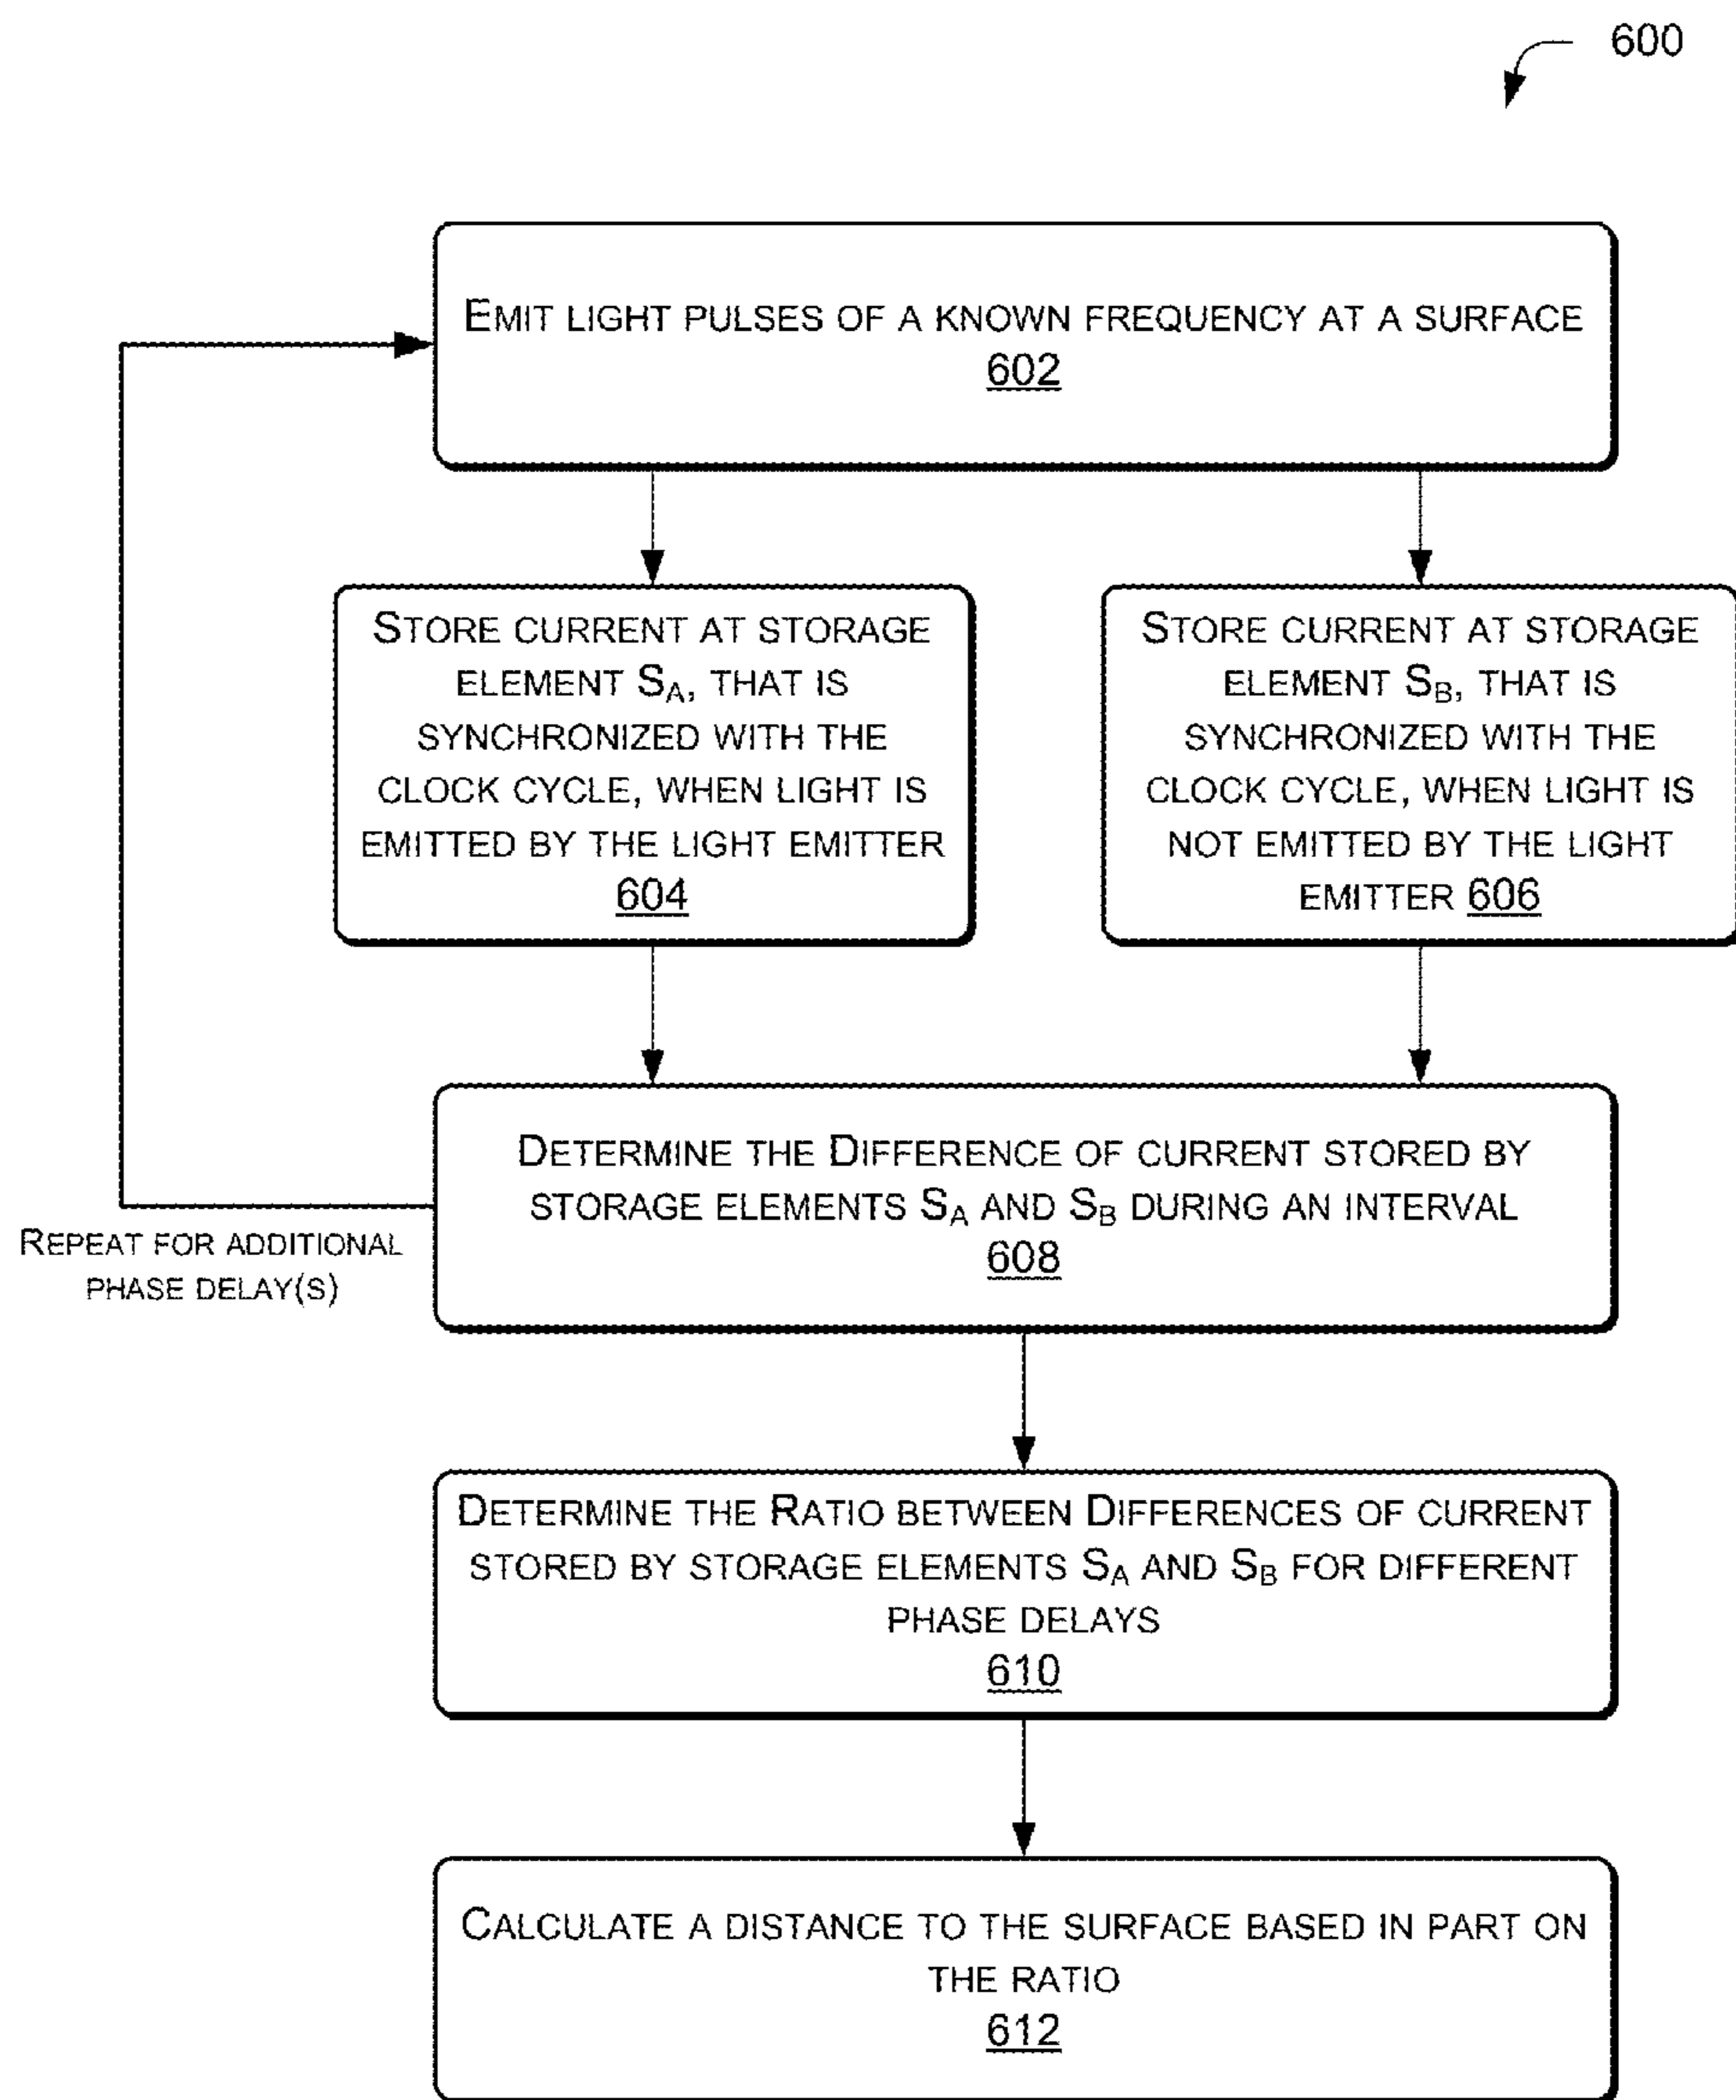 600
EMIT LIGHT PULSES OF A KNOWN FREQUENCY AT A SURFACE
602
STORE CURRENT AT STORAGE
ELEMENT SA, THAT IS
SYNCHRONIZED WITH THE
CLOCK CYCLE, WHEN LIGHT IS
EMITTED BY THE LIGHT EMITTER
604
STORE CURRENT AT STORAGE
ELEMENT SB, THAT IS
SYNCHRONIZED WITH THE
CLOCK CYCLE, WHEN LIGHT IS
NOT EMITTED BY THE LIGHT
EMITTER 606
DETERMINE THE DIFFERENCE OF CURRENT STORED BY
STORAGE ELEMENTS SA AND SB DURING AN INTERVAL
608
REPEAT FOR ADDITIONAL
PHASE DELAY(S)
DETERMINE THE RATIO BETWEEN DIFFERENCES OF CURRENT
STORED BY STORAGE ELEMENTS SA AND SB FOR DIFFERENT
PHASE DELAYS
610
CALCULATE A DISTANCE TO THE SURFACE BASED IN PART ON
THE RATIO
612